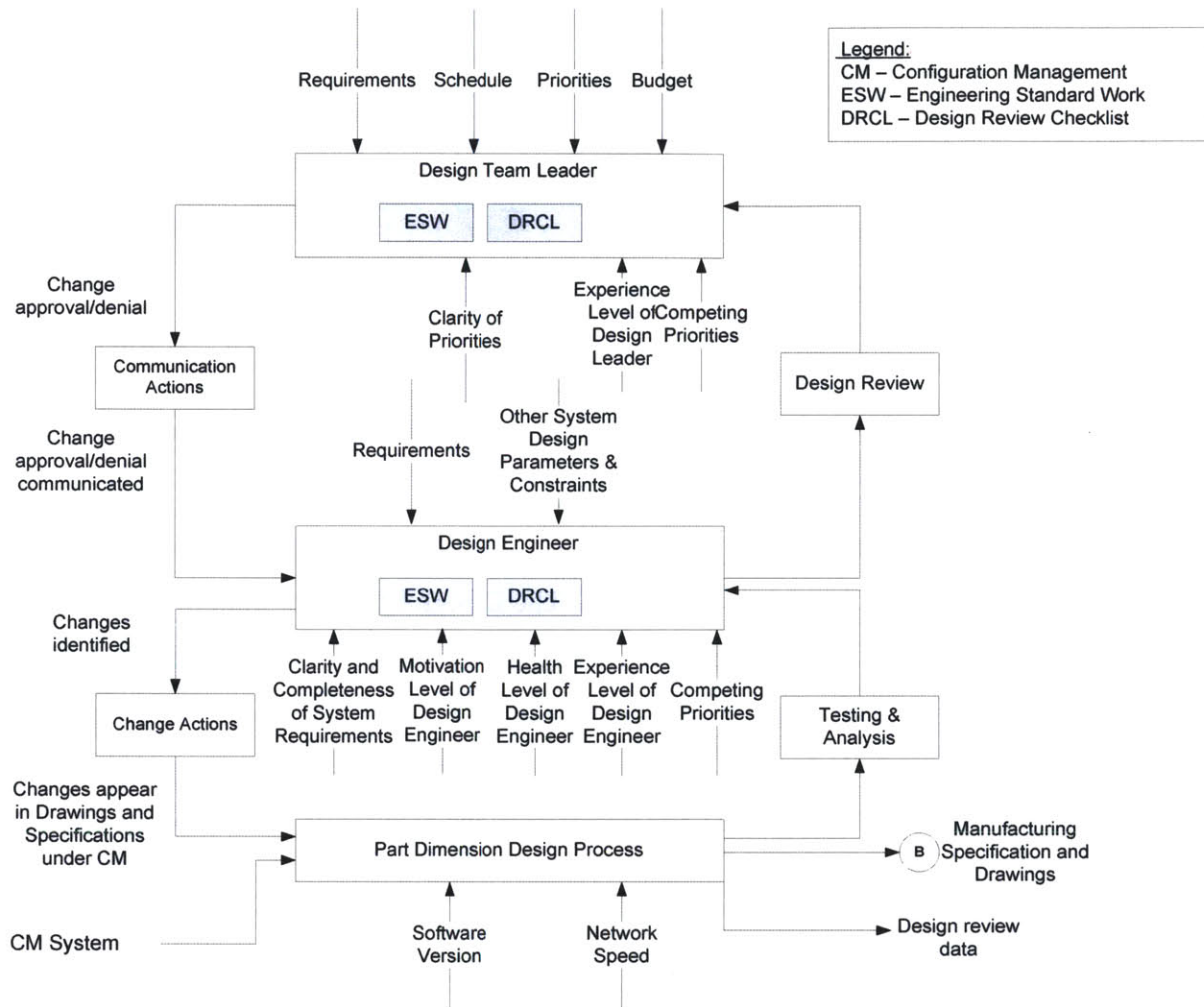 Legend:
CM – Configuration Management
ESW – Engineering Standard Work
DRCL – Design Review Checklist
Requirements
Schedule
Priorities
Budget
Design Team Leader
ESW
DRCL
Change
approval/denial
Clarity of
Priorities
Experience
Level of
Design
Leader
Competing
Priorities
Communication
Actions
Design Review
Change
approval/denial
communicated
Requirements
Other System
Design
Parameters &
Constraints
Design Engineer
ESW
DRCL
Changes
identified
Clarity and
Completeness
of System
Requirements
Motivation
Level of
Design
Engineer
Health
Level of
Design
Engineer
Experience
Level of
Design
Engineer
Competing
Priorities
Change Actions
Testing &
Analysis
Changes appear
in Drawings and
Specifications
under CM
Part Dimension Design Process
B
Manufacturing
Specification and
Drawings
CM System
Software
Version
Network
Speed
Design review
data